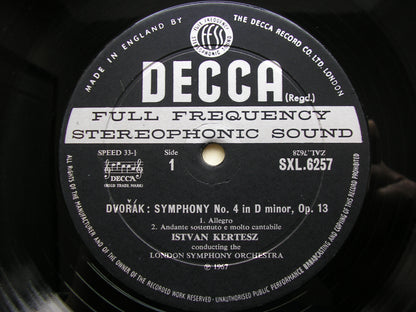 MADE IN ENGLAND BY
THE DECCA RECORD CO. LTD. LONDON
FULL FREQUENCY
STEREOPHONIC SOUND
ffss
DECCA
(Regd.)
FULL FREQUENCY
STEREOPHONIC SOUND
SPEED 33⅓
Side
1
ZAL.7628
SXL.6257
DECCA
(REGD. TRADE MARK)
DVOŘÁK: SYMPHONY No. 4 in D minor, Op. 13
1. Allegro
2. Andante sostenuto e molto cantabile
ISTVAN KERTESZ
conducting the
LONDON SYMPHONY ORCHESTRA
℗ 1967
ALL RIGHTS OF THE MANUFACTURER AND OF THE OWNER OF THE RECORDED WORK RESERVED · UNAUTHORISED PUBLIC PERFORMANCE BROADCASTING AND COPYING OF THIS RECORD PROHIBITED